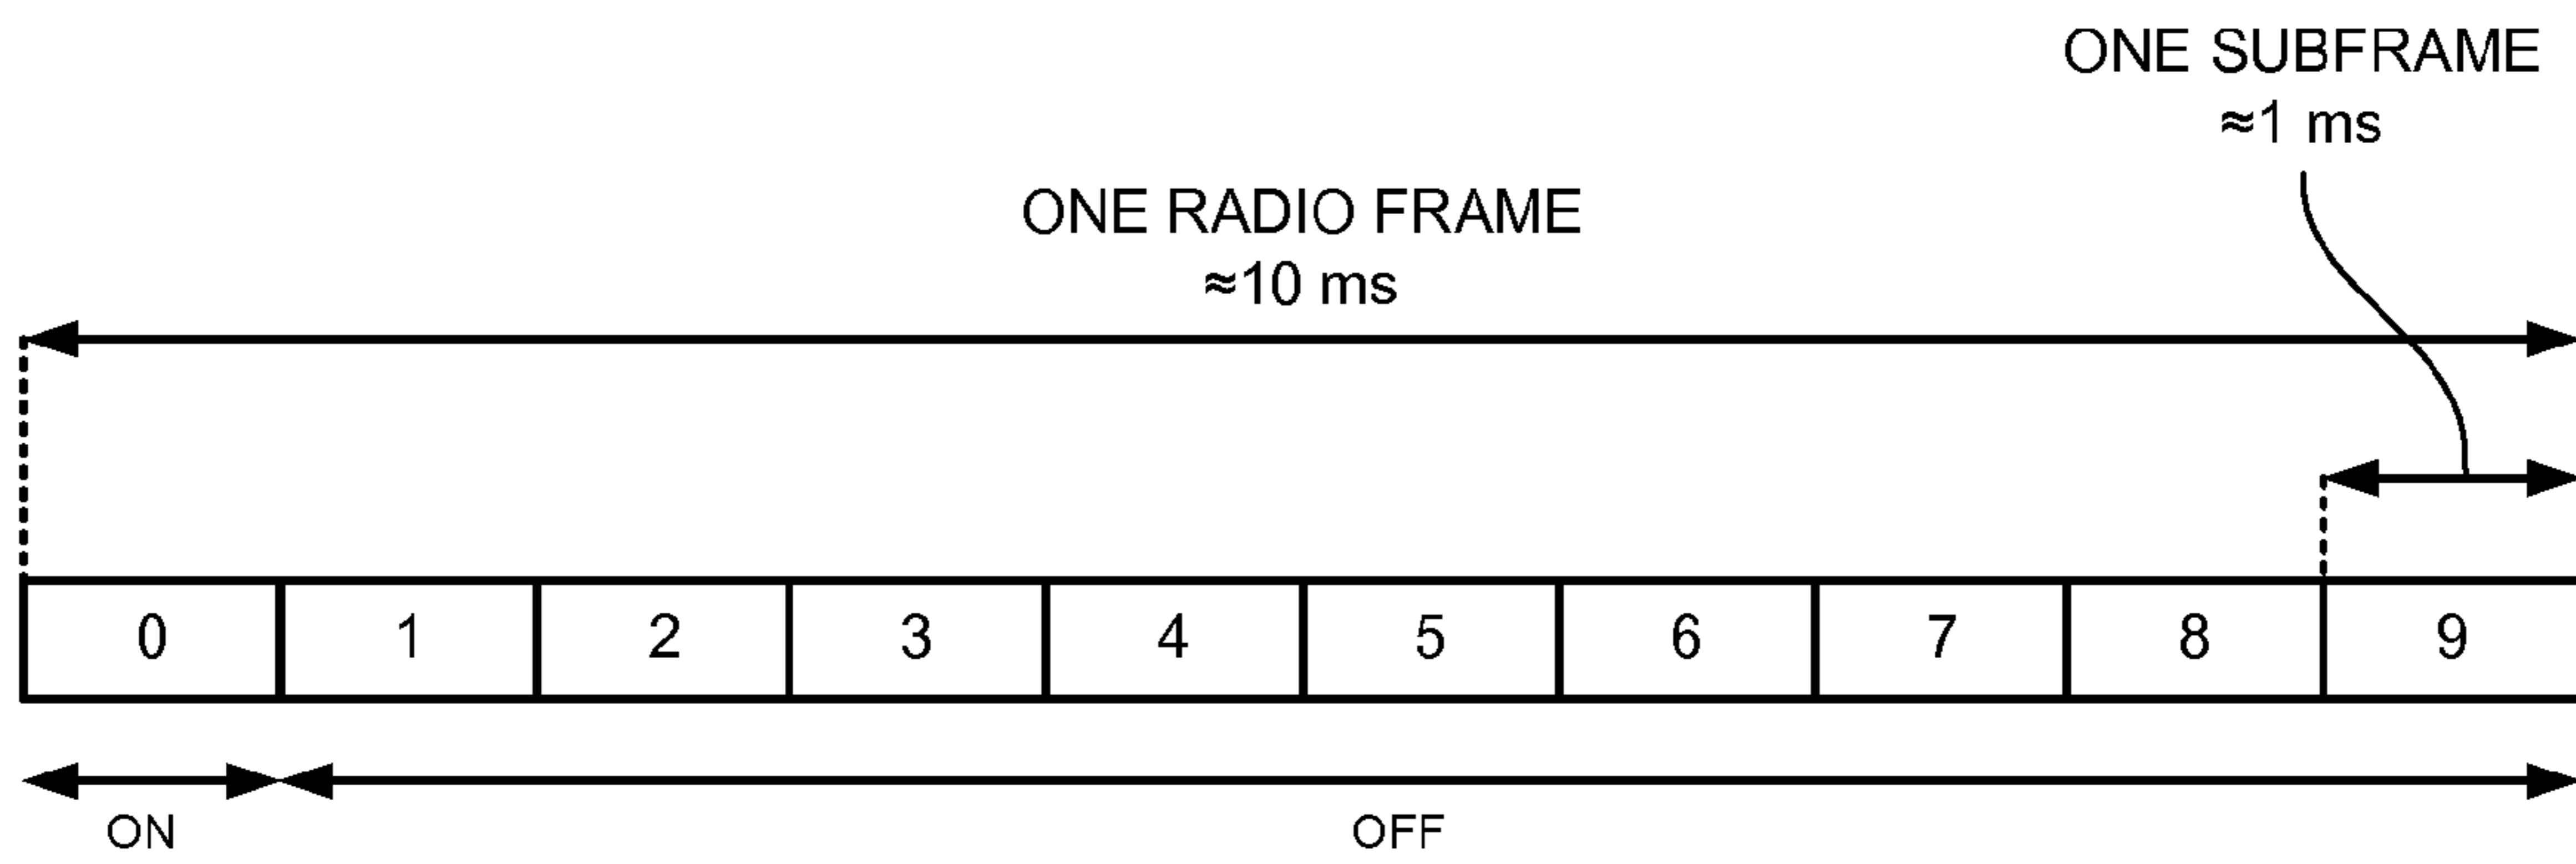 ONE SUBFRAME
≈1 ms
ONE RADIO FRAME
≈10 ms
0 1 2 3 4 5 6 7 8 9
ON OFF